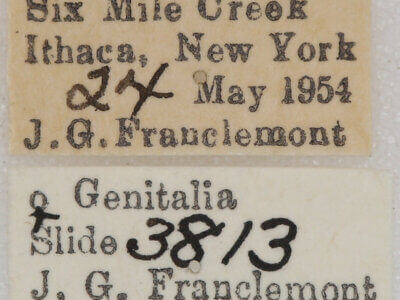 Six Mile Creek
Ithaca, New York
24 May 1954
J.G.Franclemont
♀ Genitalia
Slide 3813
J. G. Franclemont